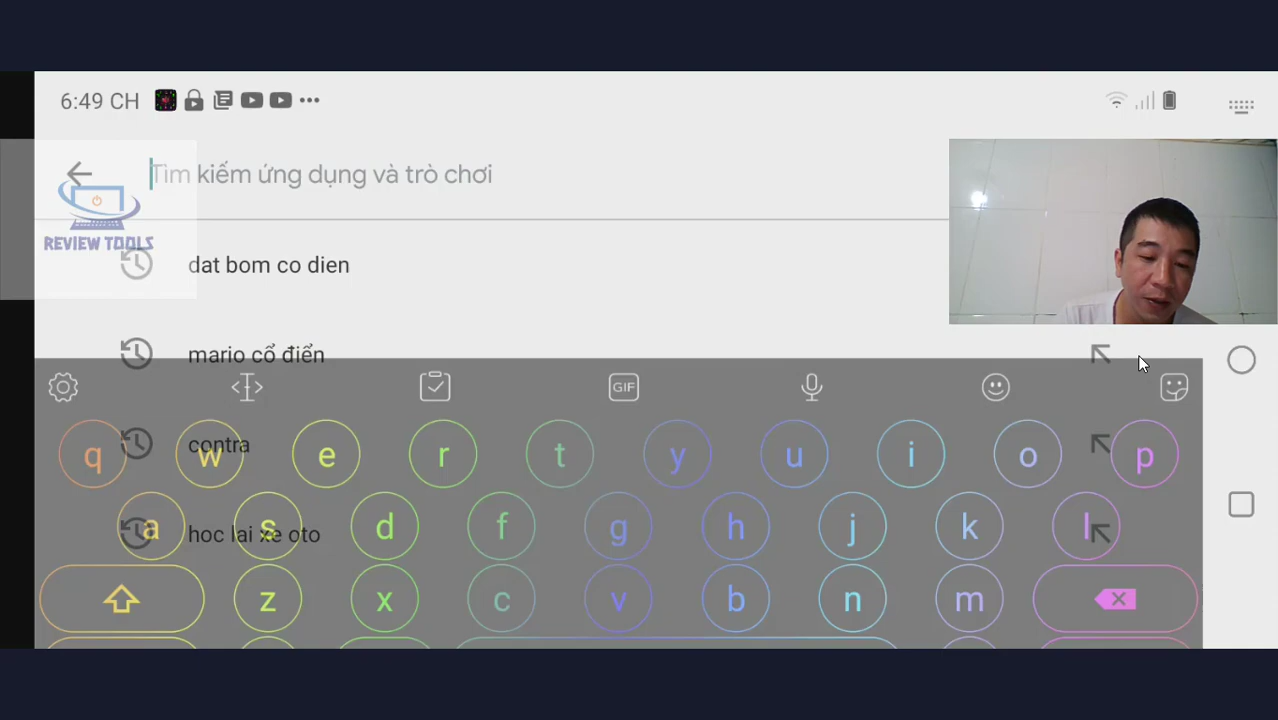 6:49 CH
Tìm kiếm ứng dụng và trò chơi
REVIEW TOOLS
dat bom co dien
mario cổ điển
GIF
contra
q w e r t y u i o p
hoc lai xe oto
a s d f g h j k l
z x c v b n m